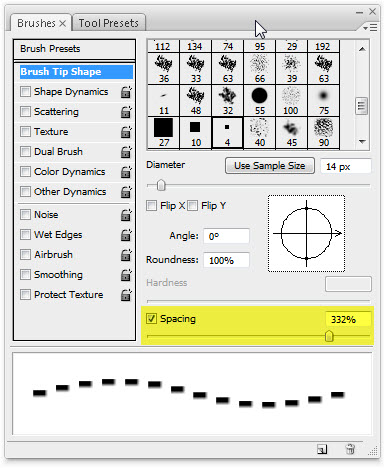 Brushes × Tool Presets
Brush Presets
Brush Tip Shape
Shape Dynamics
Scattering
Texture
Dual Brush
Color Dynamics
Other Dynamics
Noise
Wet Edges
Airbrush
Smoothing
Protect Texture
112 134 74 95 29 192
36 33 63 66 39 63
11 48 32 55 100 75
27 10 4 40 45 90
Diameter Use Sample Size 14 px
Flip X Flip Y
Angle: 0º
Roundness: 100%
Hardness
Spacing 332%